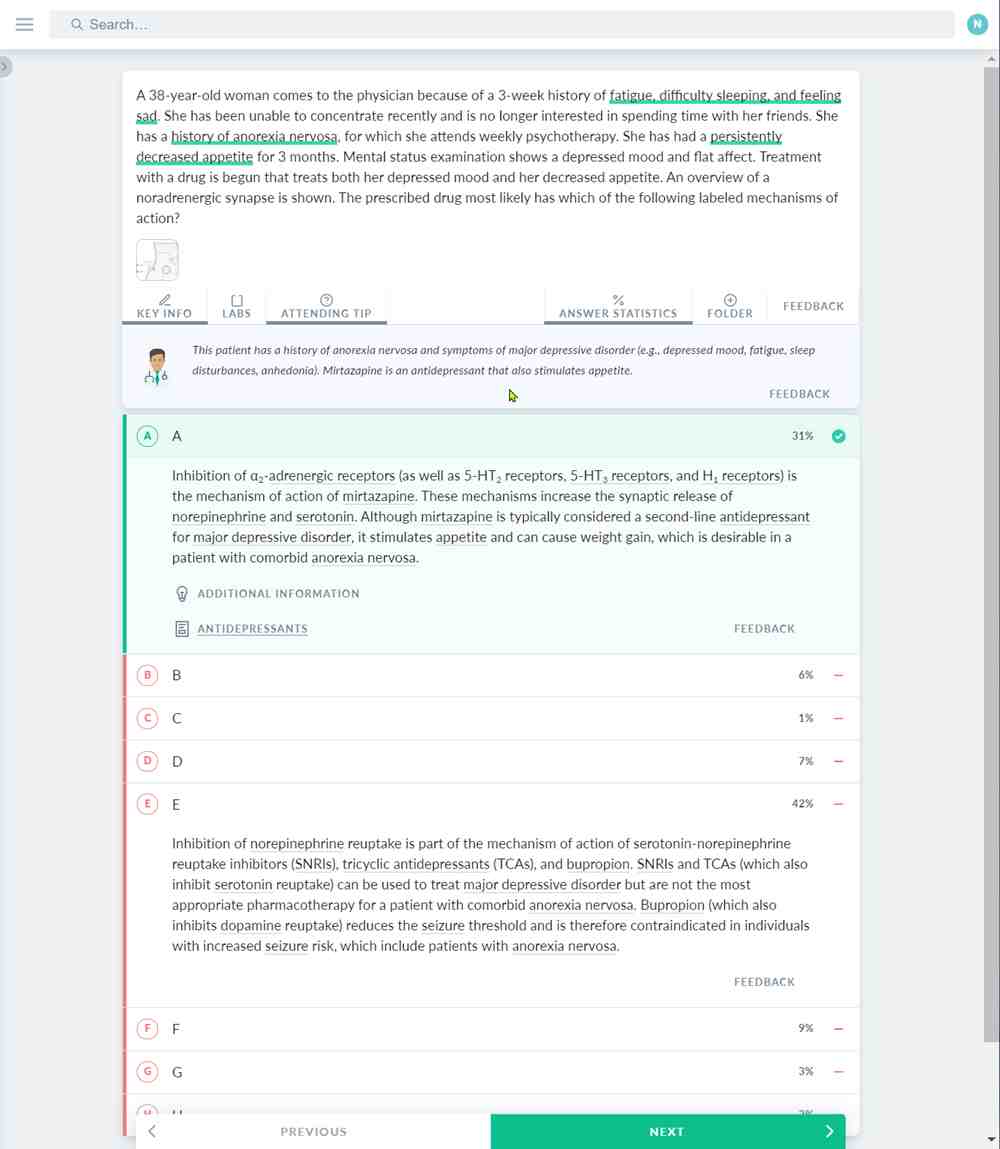 Search...
N
A 38-year-old woman comes to the physician because of a 3-week history of fatigue, difficulty sleeping, and feeling
sad. She has been unable to concentrate recently and is no longer interested in spending time with her friends. She
has a history of anorexia nervosa, for which she attends weekly psychotherapy. She has had a persistently
decreased appetite for 3 months. Mental status examination shows a depressed mood and flat affect. Treatment
with a drug is begun that treats both her depressed mood and her decreased appetite. An overview of a
noradrenergic synapse is shown. The prescribed drug most likely has which of the following labeled mechanisms of
action?
KEY INFO LABS ATTENDING TIP ANSWER STATISTICS FOLDER FEEDBACK
This patient has a history of anorexia nervosa and symptoms of major depressive disorder (e.g., depressed mood, fatigue, sleep
disturbances, anhedonia). Mirtazapine is an antidepressant that also stimulates appetite.
FEEDBACK
A A 31%
Inhibition of α₂-adrenergic receptors (as well as 5-HT₂ receptors, 5-HT₃ receptors, and H₁ receptors) is
the mechanism of action of mirtazapine. These mechanisms increase the synaptic release of
norepinephrine and serotonin. Although mirtazapine is typically considered a second-line antidepressant
for major depressive disorder, it stimulates appetite and can cause weight gain, which is desirable in a
patient with comorbid anorexia nervosa.
ADDITIONAL INFORMATION
ANTIDEPRESSANTS FEEDBACK
B B 6%
C C 1%
D D 7%
E E 42%
Inhibition of norepinephrine reuptake is part of the mechanism of action of serotonin-norepinephrine
reuptake inhibitors (SNRIs), tricyclic antidepressants (TCAs), and bupropion. SNRIs and TCAs (which also
inhibit serotonin reuptake) can be used to treat major depressive disorder but are not the most
appropriate pharmacotherapy for a patient with comorbid anorexia nervosa. Bupropion (which also
inhibits dopamine reuptake) reduces the seizure threshold and is therefore contraindicated in individuals
with increased seizure risk, which include patients with anorexia nervosa.
FEEDBACK
F F 9%
G G 3%
PREVIOUS NEXT